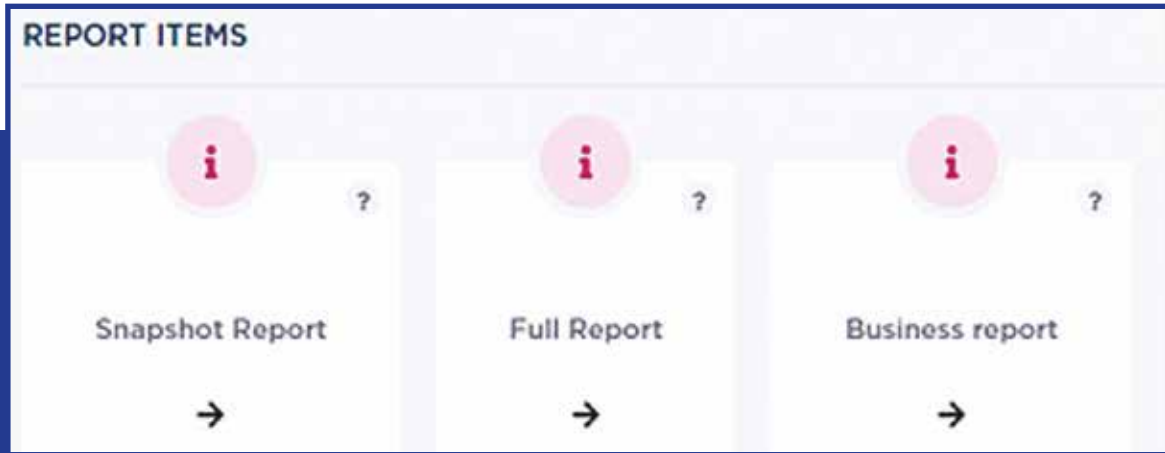 REPORT ITEMS
i i i
? ? ?
Snapshot Report Full Report Business report
→ → →